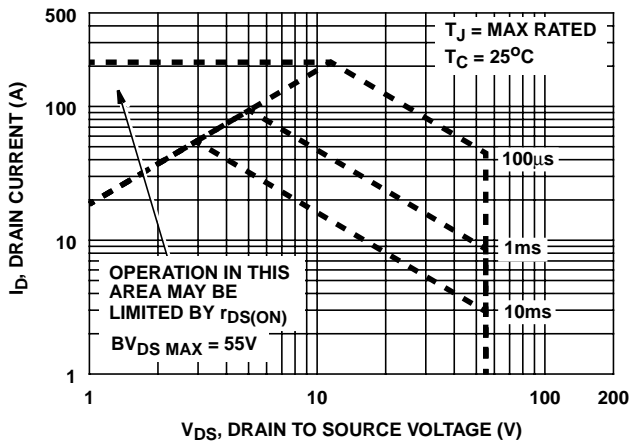 500
100
10
1
I_D, DRAIN CURRENT (A)
T_J = MAX RATED
T_C = 25°C
100µs
1ms
10ms
OPERATION IN THIS
AREA MAY BE
LIMITED BY r_DS(ON)
BV_DS MAX = 55V
1
10
100
200
V_DS, DRAIN TO SOURCE VOLTAGE (V)